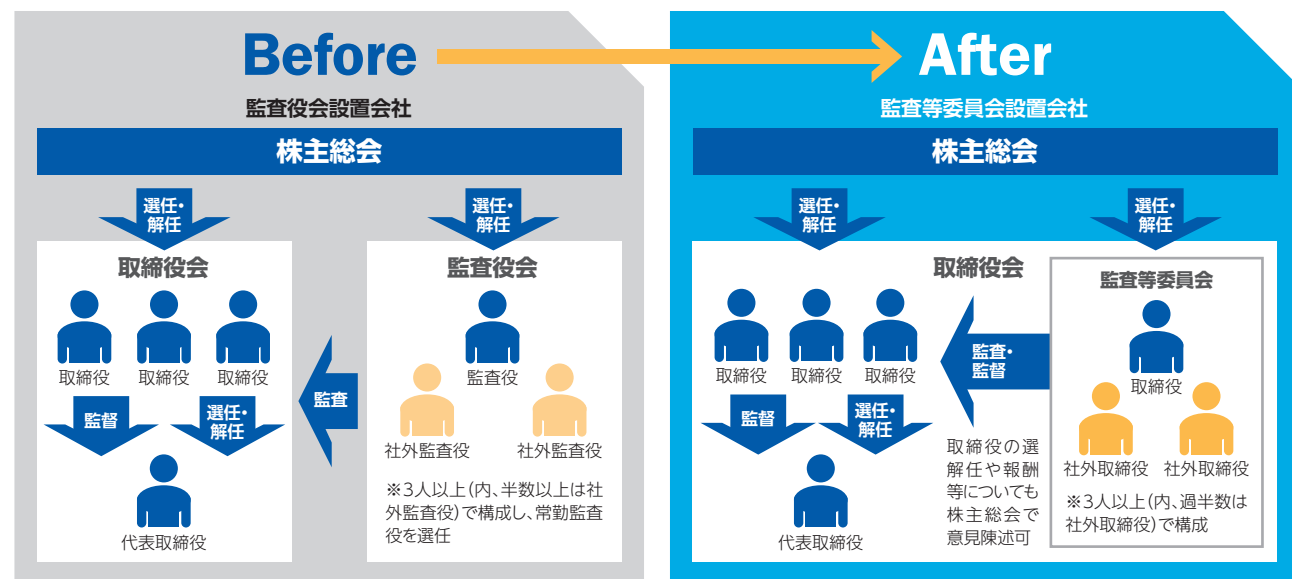 Before
監査役会設置会社
株主総会
選任・
解任
選任・
解任
取締役会
取締役
取締役
取締役
監督
選任・
解任
代表取締役
監査
監査役会
監査役
社外監査役
社外監査役
※3人以上（内、半数以上は社
外監査役）で構成し、常勤監査
役を選任
After
監査等委員会設置会社
株主総会
選任・
解任
選任・
解任
取締役会
取締役
取締役
取締役
監督
選任・
解任
代表取締役
監査・
監督
取締役の選
解任や報酬
等についても
株主総会で
意見陳述可
監査等委員会
取締役
社外取締役
社外取締役
※3人以上（内、過半数は
社外取締役）で構成